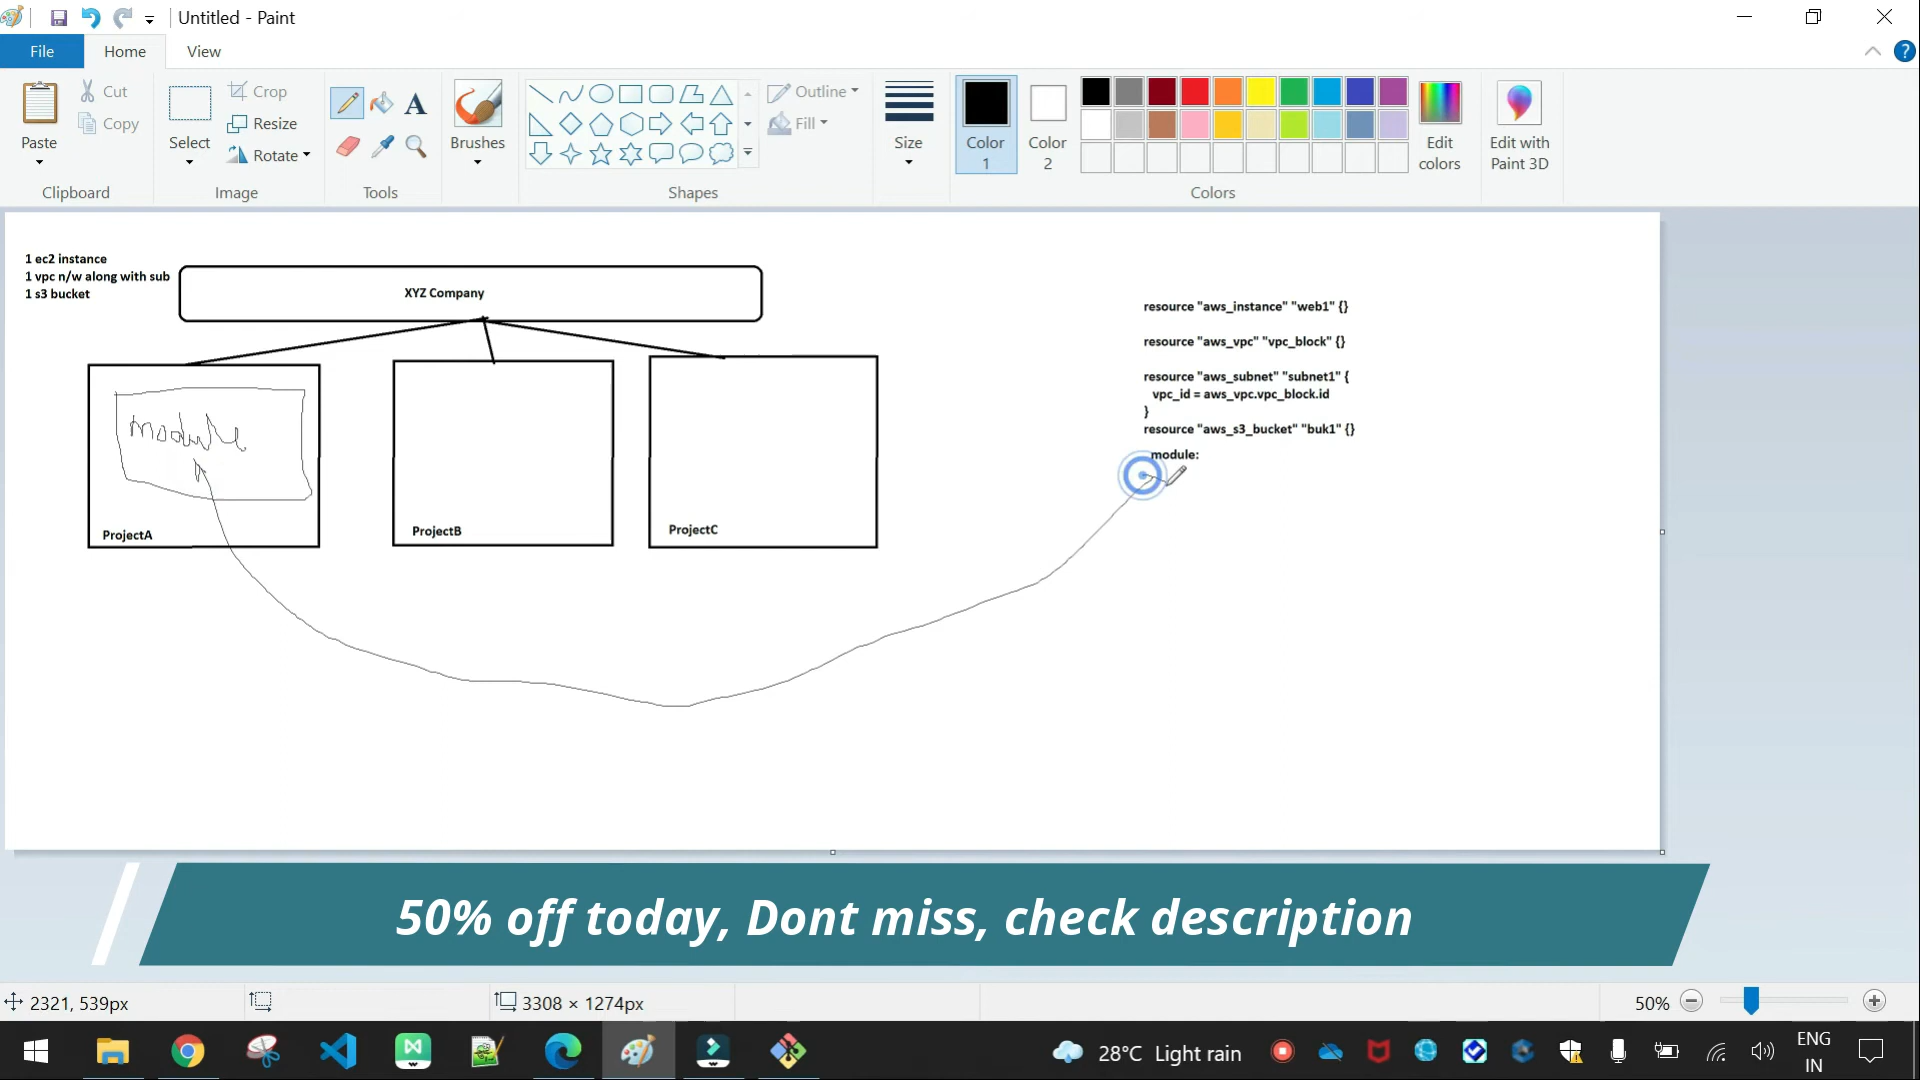 Untitled - Paint
File
Home
View
Paste
Cut
Copy
Clipboard
Select
Crop
Resize
Rotate
Image
Tools
Brushes
Shapes
Outline
Fill
Size
Color
1
Color
2
Colors
Edit
colors
Edit with
Paint 3D
1 ec2 instance
1 vpc n/w along with sub
1 s3 bucket
XYZ Company
module
ProjectA
ProjectB
ProjectC
resource "aws_instance" "web1" {}
resource "aws_vpc" "vpc_block" {}
resource "aws_subnet" "subnet1" {
vpc_id = aws_vpc.vpc_block.id
}
resource "aws_s3_bucket" "buk1" {}
module:
50% off today, Dont miss, check description
2321, 539px
3308 × 1274px
50%
28°C Light rain
ENG
IN